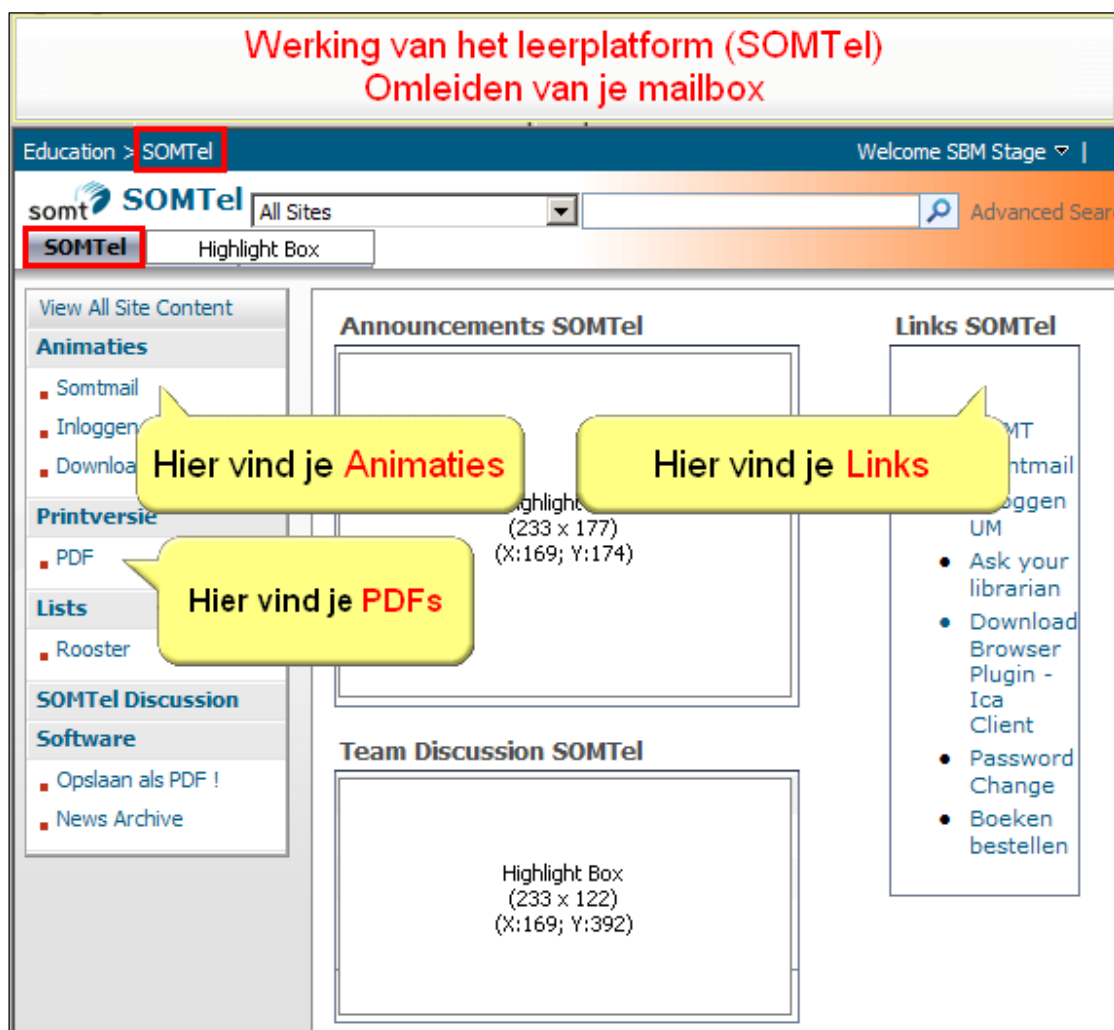 Werking van het leerplatform (SOMTel)
Omleiden van je mailbox
Education > SOMTel
Welcome SBM Stage
somt SOMTel
All Sites
Advanced Sear
SOMTel
Highlight Box
View All Site Content
Animaties
Somtmail
Inloggen
Downloa
Hier vind je Animaties
Printversie
PDF
Hier vind je PDFs
Lists
Rooster
SOMTel Discussion
Software
Opslaan als PDF !
News Archive
Announcements SOMTel
(233 x 177)
(X:169; Y:174)
Team Discussion SOMTel
Highlight Box
(233 x 122)
(X:169; Y:392)
Links SOMTel
Hier vind je Links
UM
Ask your
librarian
Download
Browser
Plugin -
Ica
Client
Password
Change
Boeken
bestellen